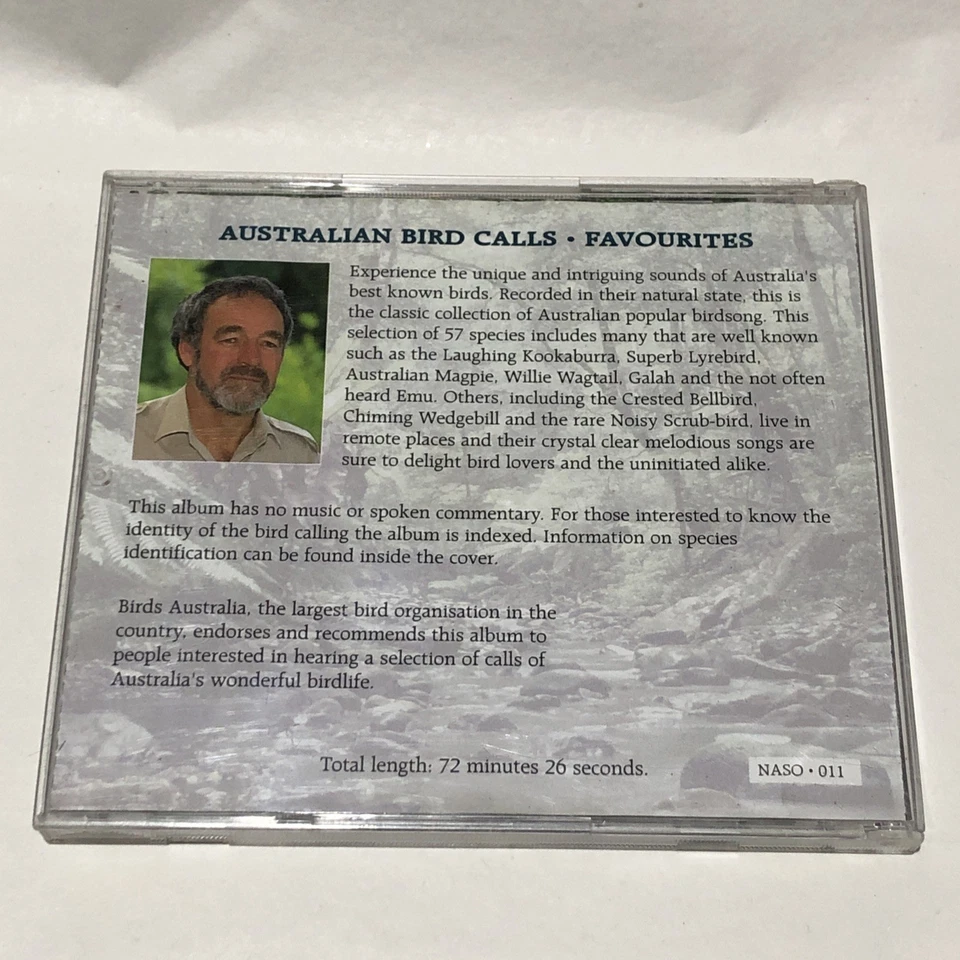 AUSTRALIAN BIRD CALLS • FAVOURITES
Experience the unique and intriguing sounds of Australia's
best known birds. Recorded in their natural state, this is
the classic collection of Australian popular birdsong. This
selection of 57 species includes many that are well known
such as the Laughing Kookaburra, Superb Lyrebird,
Australian Magpie, Willie Wagtail, Galah and the not often
heard Emu. Others, including the Crested Bellbird,
Chiming Wedgebill and the rare Noisy Scrub-bird, live in
remote places and their crystal clear melodious songs are
sure to delight bird lovers and the uninitiated alike.
This album has no music or spoken commentary. For those interested to know the
identity of the bird calling the album is indexed. Information on species
identification can be found inside the cover.
Birds Australia, the largest bird organisation in the
country, endorses and recommends this album to
people interested in hearing a selection of calls of
Australia's wonderful birdlife.
Total length: 72 minutes 26 seconds.
NASO • 011